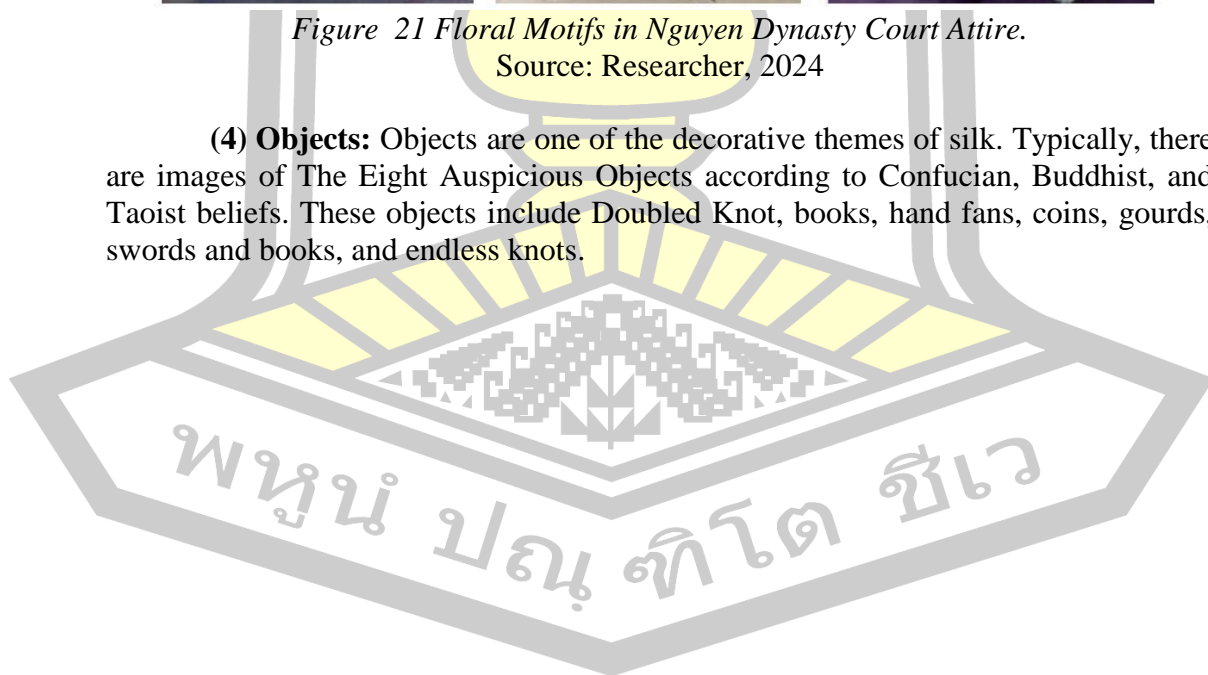 Figure 21 Floral Motifs in Nguyen Dynasty Court Attire.
Source: Researcher, 2024
(4) Objects: Objects are one of the decorative themes of silk. Typically, there
are images of The Eight Auspicious Objects according to Confucian, Buddhist, and
Taoist beliefs. These objects include Doubled Knot, books, hand fans, coins, gourds,
swords and books, and endless knots.
พหูนํ ปณฺฑิโต ชีเว